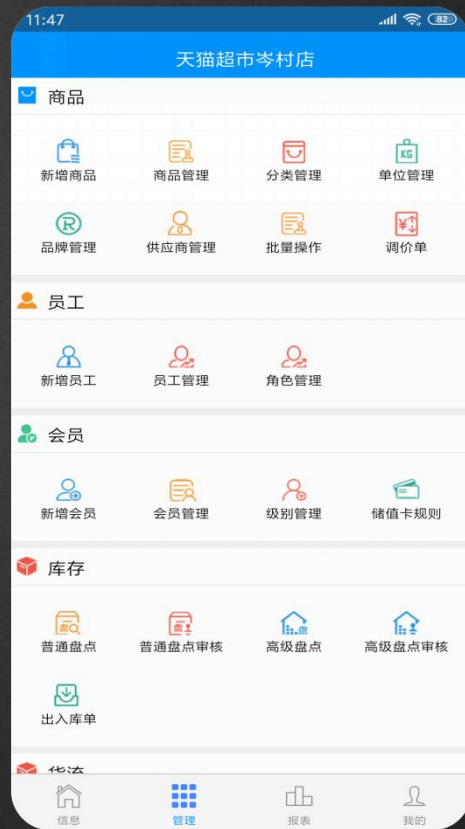 11:47
82
天猫超市岑村店
商品
新增商品 商品管理 分类管理 KG 单位管理
R 品牌管理 供应商管理 批量操作 ¥ 调价单
员工
新增员工 员工管理 角色管理
会员
新增会员 会员管理 级别管理 储值卡规则
库存
普通盘点 普通盘点审核 高级盘点 高级盘点审核
出入库单
货流
信息 管理 报表 我的